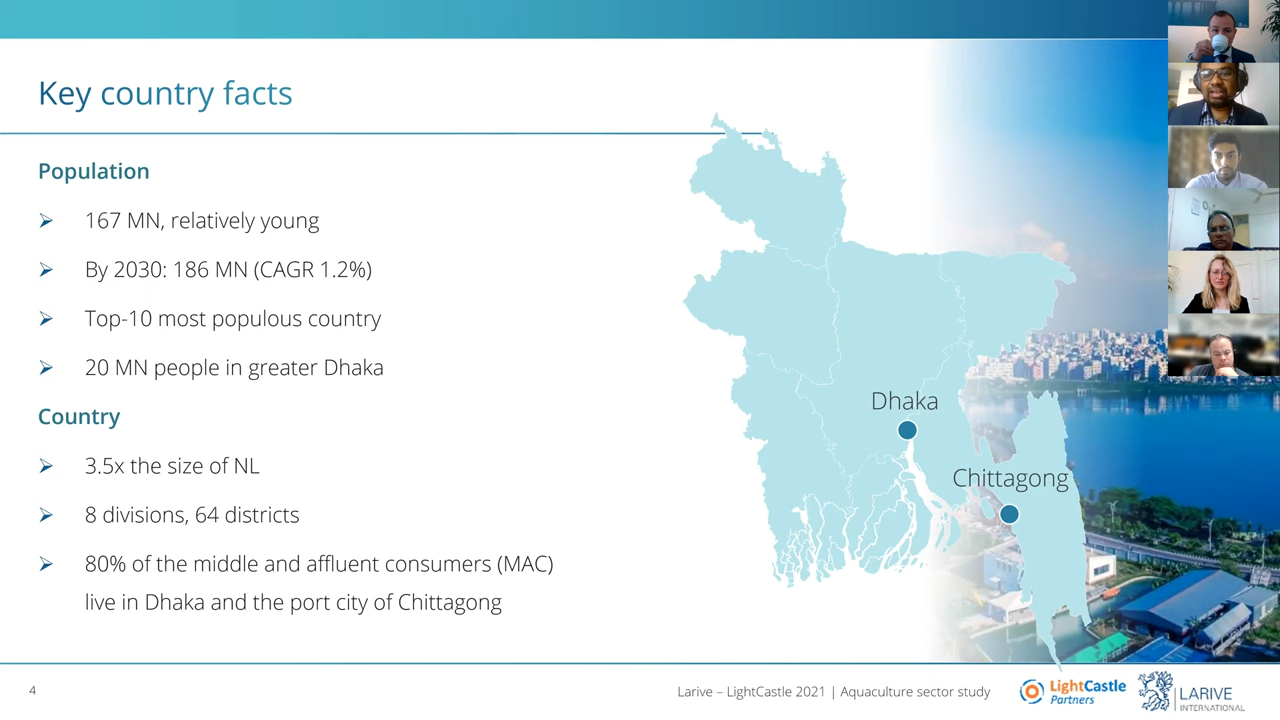 Key country facts
Population
➢ 167 MN, relatively young
➢ By 2030: 186 MN (CAGR 1.2%)
➢ Top-10 most populous country
➢ 20 MN people in greater Dhaka
Country
➢ 3.5x the size of NL
➢ 8 divisions, 64 districts
➢ 80% of the middle and affluent consumers (MAC)
live in Dhaka and the port city of Chittagong
Dhaka
Chittagong
4
Larive – LightCastle 2021 | Aquaculture sector study
LightCastle
Partners
LARIVE
INTERNATIONAL